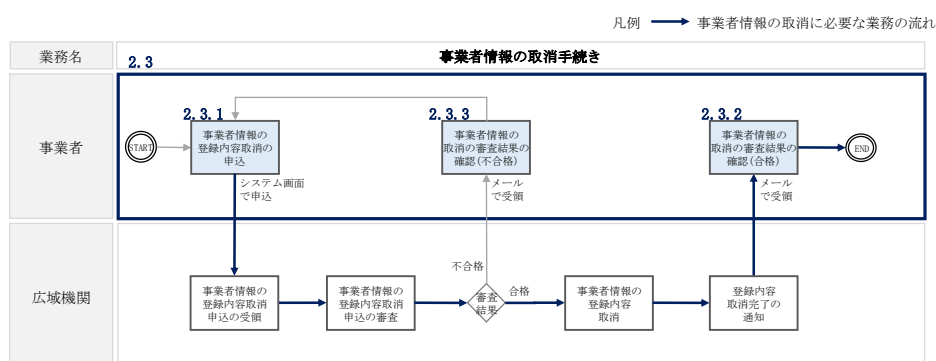 凡例 事業者情報の取消に必要な業務の流れ
業務名
事業者情報の取消手続き
2.3
事業者
2.3.1
2.3.3
2.3.2
START
事業者情報の
登録内容取消の
申込
事業者情報の
取消の審査結果の
確認(不合格)
事業者情報の
取消の審査結果の
確認(合格)
END
システム画面
で申込
メール
で受領
メール
で受領
広域機関
不合格
合格
事業者情報の
登録内容取消
申込の受領
事業者情報の
登録内容取消
申込の審査
審査
結果
事業者情報の
登録内容
取消
登録内容
取消完了の
通知